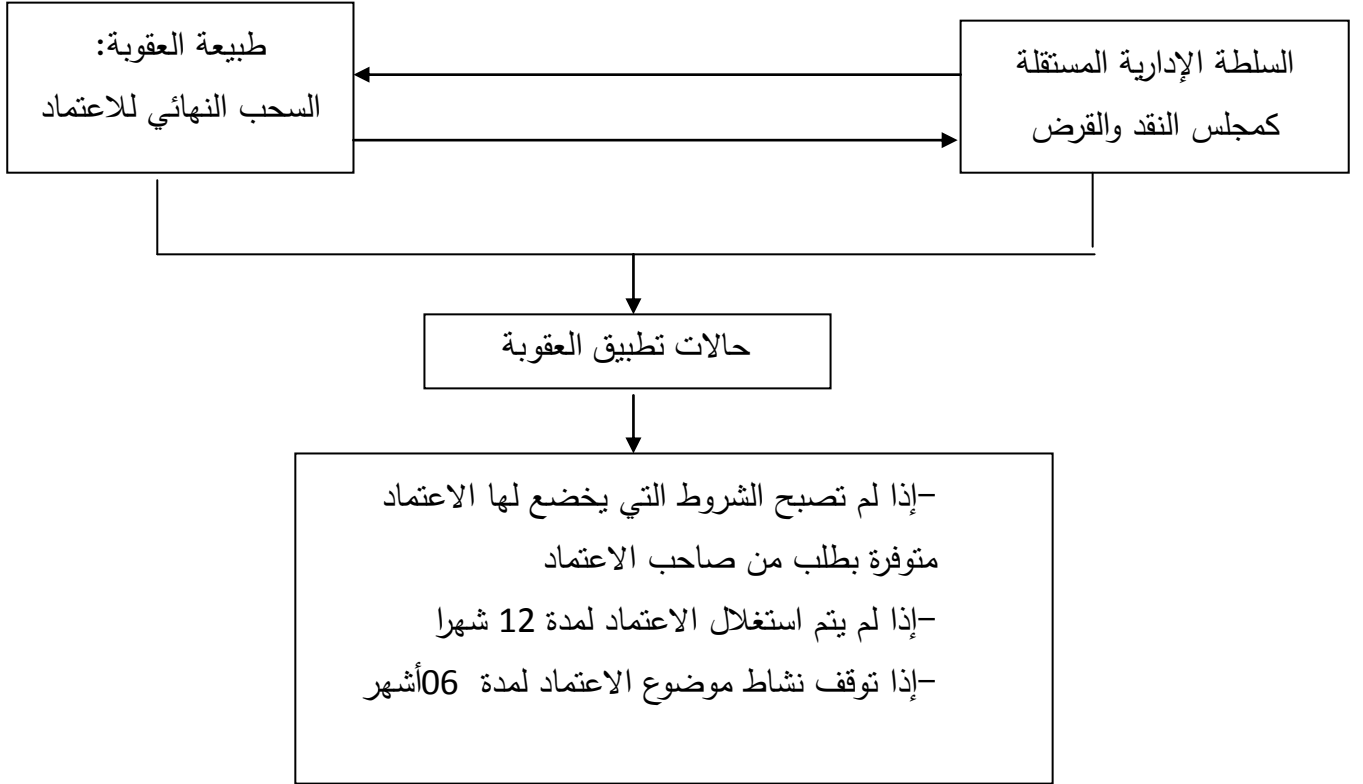 السلطة الإدارية المستقلة
كمجلس النقد والقرض
طبيعة العقوبة:
السحب النهائي للاعتماد
حالات تطبيق العقوبة
-إذا لم تصبح الشروط التي يخضع لها الاعتماد
متوفرة بطلب من صاحب الاعتماد
-إذا لم يتم استغلال الاعتماد لمدة 12 شهرا
-إذا توقف نشاط موضوع الاعتماد لمدة 06أشهر